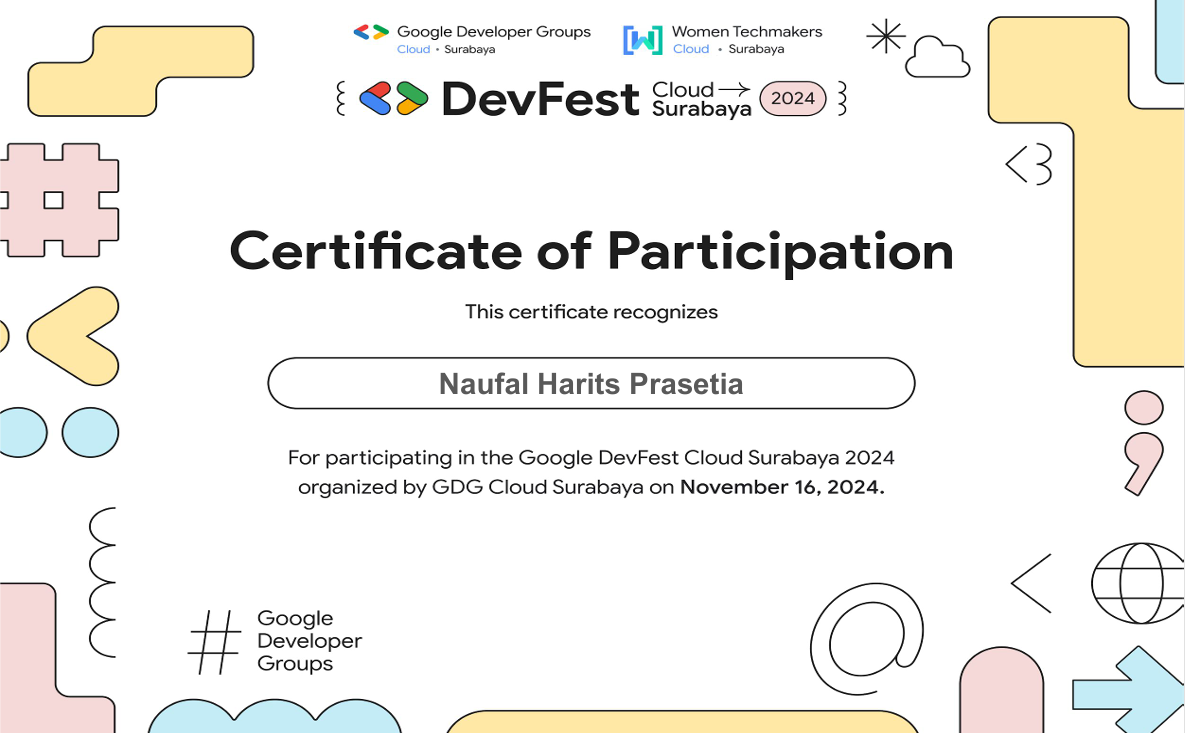 Google Developer Groups
Cloud • Surabaya
Women Techmakers
Cloud • Surabaya
DevFest
Cloud
Surabaya
2024
Certificate of Participation
This certificate recognizes
Naufal Harits Prasetia
For participating in the Google DevFest Cloud Surabaya 2024
organized by GDG Cloud Surabaya on November 16, 2024.
Google
Developer
Groups